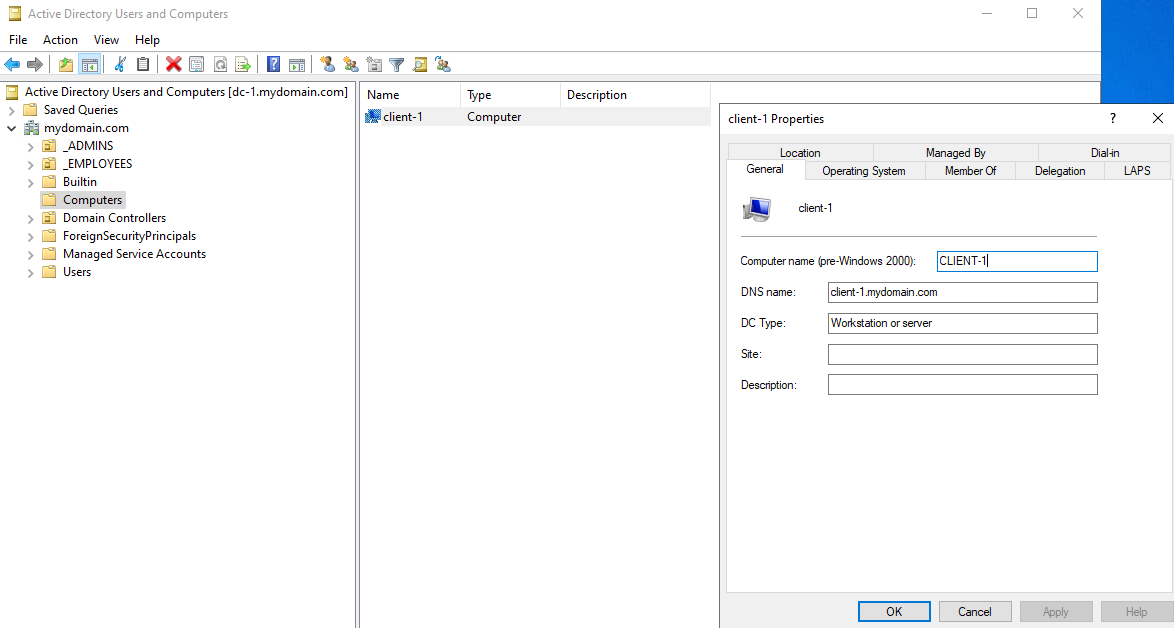 Active Directory Users and Computers
File Action View Help
Active Directory Users and Computers [dc-1.mydomain.com]
Saved Queries
mydomain.com
_ADMINS
_EMPLOYEES
Builtin
Computers
Domain Controllers
ForeignSecurityPrincipals
Managed Service Accounts
Users
Name Type Description
client-1 Computer
client-1 Properties
Location Managed By Dial-in
General Operating System Member Of Delegation LAPS
client-1
Computer name (pre-Windows 2000): CLIENT-1
DNS name: client-1.mydomain.com
DC Type: Workstation or server
Site:
Description:
OK Cancel Apply Help